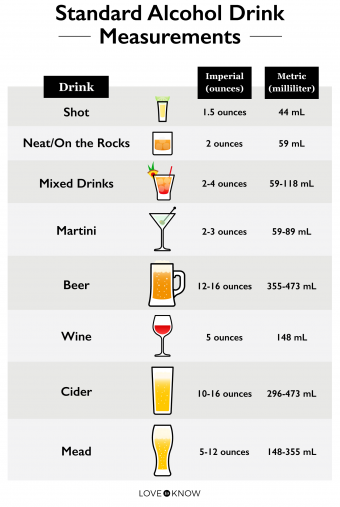 Standard Alcohol Drink
Measurements
Drink
Imperial
(ounces)
Metric
(milliliter)
Shot
1.5 ounces
44 mL
Neat/On the Rocks
2 ounces
59 mL
Mixed Drinks
2-4 ounces
59-118 mL
Martini
2-3 ounces
59-89 mL
Beer
12-16 ounces
355-473 mL
Wine
5 ounces
148 mL
Cider
10-16 ounces
296-473 mL
Mead
5-12 ounces
148-355 mL
LOVE TO KNOW